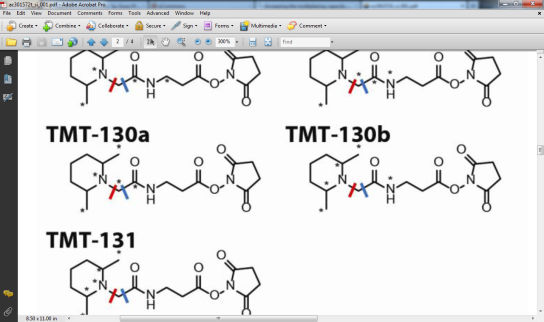 ac301572t_si_001.pdf - Adobe Acrobat Pro
File Edit View Document Comments Forms Tools Advanced Window Help
Create Combine Collaborate Secure Sign Forms Multimedia Comment
2 / 4 300% Find
O O O N O O
N N H O O N O O
TMT-130a TMT-130b
O O O O O O
N N H O N N N H O N
O O
TMT-131
O O O
N N H O N
O
8.50 x 11.00 in